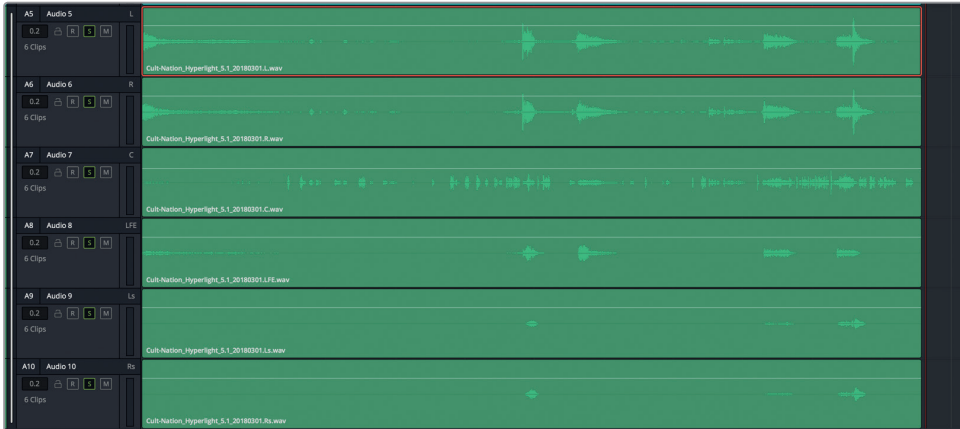 A5 Audio 5 L
0.2 R S M
6 Clips
Cult-Nation_Hyperlight_5.1_20180301.L.wav
A6 Audio 6 R
0.2 R S M
6 Clips
Cult-Nation_Hyperlight_5.1_20180301.R.wav
A7 Audio 7 C
0.2 R S M
6 Clips
Cult-Nation_Hyperlight_5.1_20180301.C.wav
A8 Audio 8 LFE
0.2 R S M
6 Clips
Cult-Nation_Hyperlight_5.1_20180301.LFE.wav
A9 Audio 9 Ls
0.2 R S M
6 Clips
Cult-Nation_Hyperlight_5.1_20180301.Ls.wav
A10 Audio 10 Rs
0.2 R S M
6 Clips
Cult-Nation_Hyperlight_5.1_20180301.Rs.wav